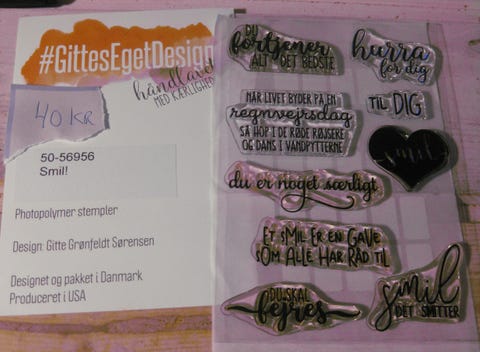 #GittesEgetDesign
håndlavet
MED KÆRLIGHED
40 KR
50-56956
Smil!
Photopolymer stempler
Design: Gitte Grønfeldt Sørensen
Designet og pakket i Danmark
Produceret i USA
DU
fortjener
ALT DET BEDSTE
hurra
for dig
NÅR LIVET BYDER PÅ EN
regnvejrsdag
SÅ HOP I DE RØDE RØJSERE
OG DANS I VANDPYTTERNE
TIL DIG
smil
du er noget særligt
ET SMIL ER EN GAVE
SOM ALLE HAR RÅD TIL
DU SKAL
fejres
smil
DET SMITTER